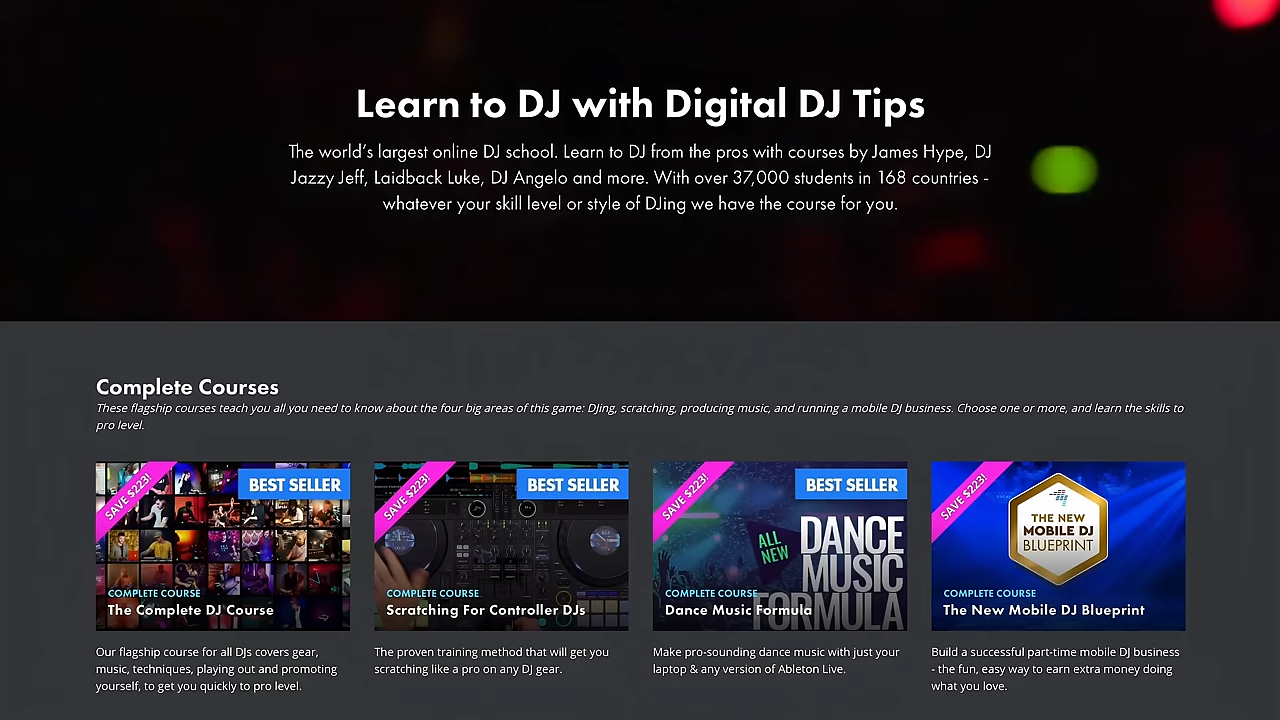 Learn to DJ with Digital DJ Tips
The world's largest online DJ school. Learn to DJ from the pros with courses by James Hype, DJ
Jazzy Jeff, Laidback Luke, DJ Angelo and more. With over 37,000 students in 168 countries -
whatever your skill level or style of DJing we have the course for you.
Complete Courses
These flagship courses teach you all you need to know about the four big areas of this game: DJing, scratching, producing music, and running a mobile DJ business. Choose one or more, and learn the skills to
pro level.
SAVE $223!
BEST SELLER
COMPLETE COURSE
The Complete DJ Course
Our flagship course for all DJs covers gear,
music, techniques, playing out and promoting
yourself, to get you quickly to pro level.
SAVE $223!
BEST SELLER
COMPLETE COURSE
Scratching For Controller DJs
The proven training method that will get you
scratching like a pro on any DJ gear.
SAVE $223!
BEST SELLER
ALL
NEW
DANCE
MUSIC
FORMULA
COMPLETE COURSE
Dance Music Formula
Make pro-sounding dance music with just your
laptop & any version of Ableton Live.
SAVE $223!
THE NEW
MOBILE DJ
BLUEPRINT
COMPLETE COURSE
The New Mobile DJ Blueprint
Build a successful part-time mobile DJ business
- the fun, easy way to earn extra money doing
what you love.